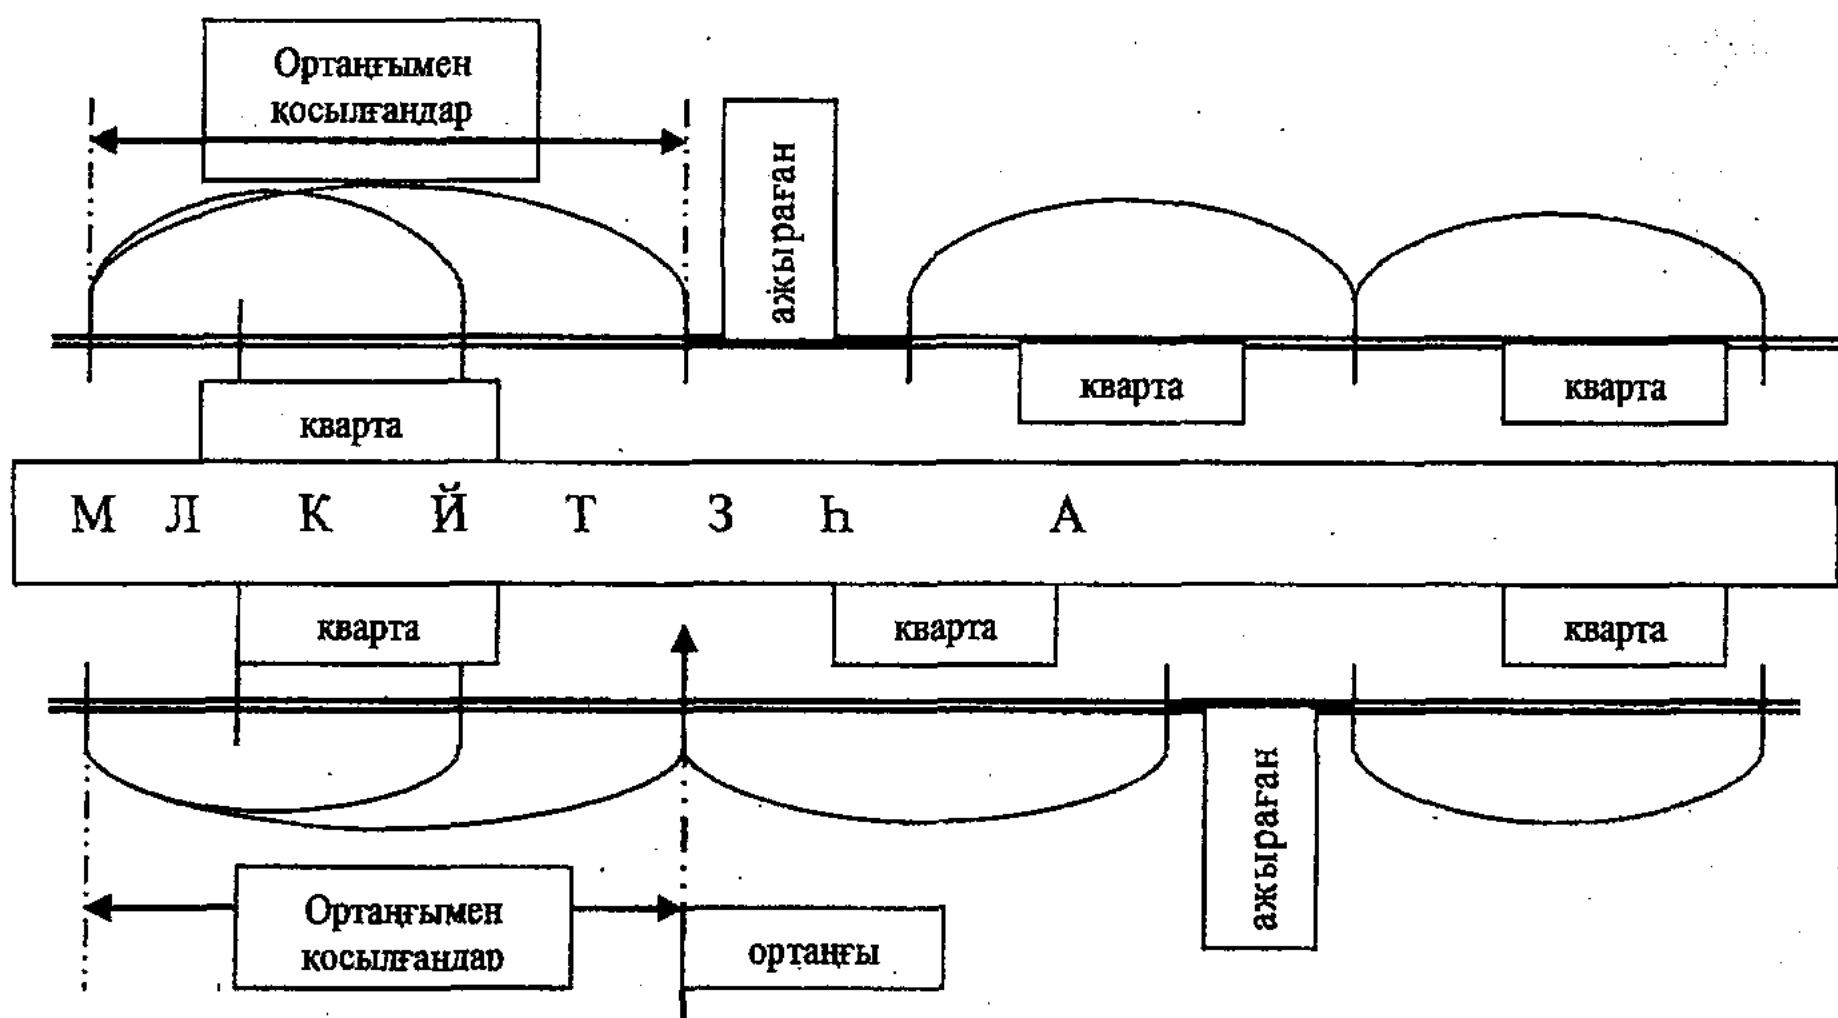 Ортаңғымен
қосылғандар
ажыраған
кварта
кварта
кварта
М Л К Й Т З Һ А
кварта
кварта
кварта
ажыраған
Ортаңғымен
қосылғандар
ортаңғы